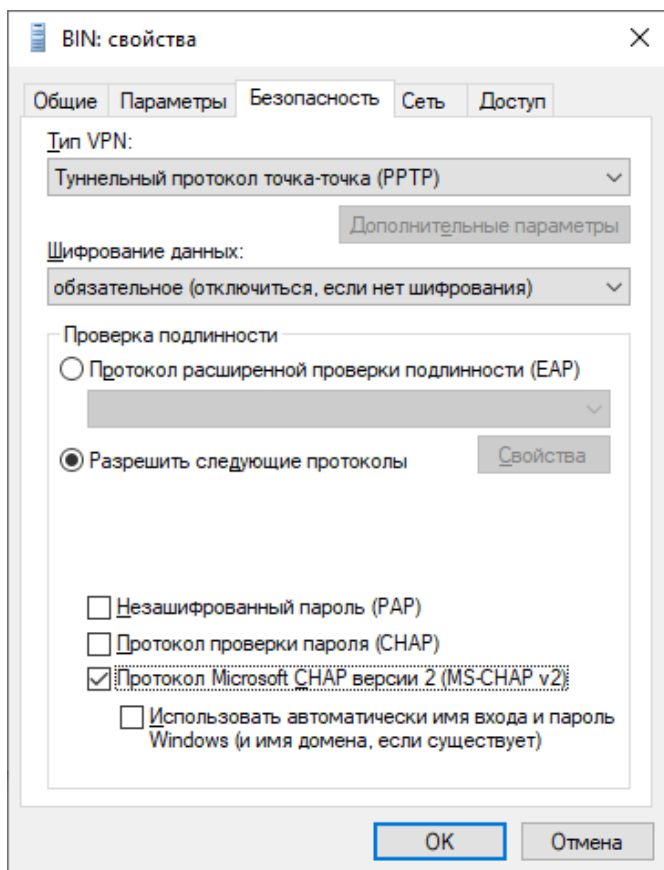 BIN: свойства
Общие Параметры Безопасность Сеть Доступ
Тип VPN:
Туннельный протокол точка-точка (PPTP)
Дополнительные параметры
Шифрование данных:
обязательное (отключиться, если нет шифрования)
Проверка подлинности
Протокол расширенной проверки подлинности (EAP)
Разрешить следующие протоколы
Свойства
Незашифрованный пароль (PAP)
Протокол проверки пароля (CHAP)
Протокол Microsoft CHAP версии 2 (MS-CHAP v2)
Использовать автоматически имя входа и пароль
Windows (и имя домена, если существует)
OK Отмена